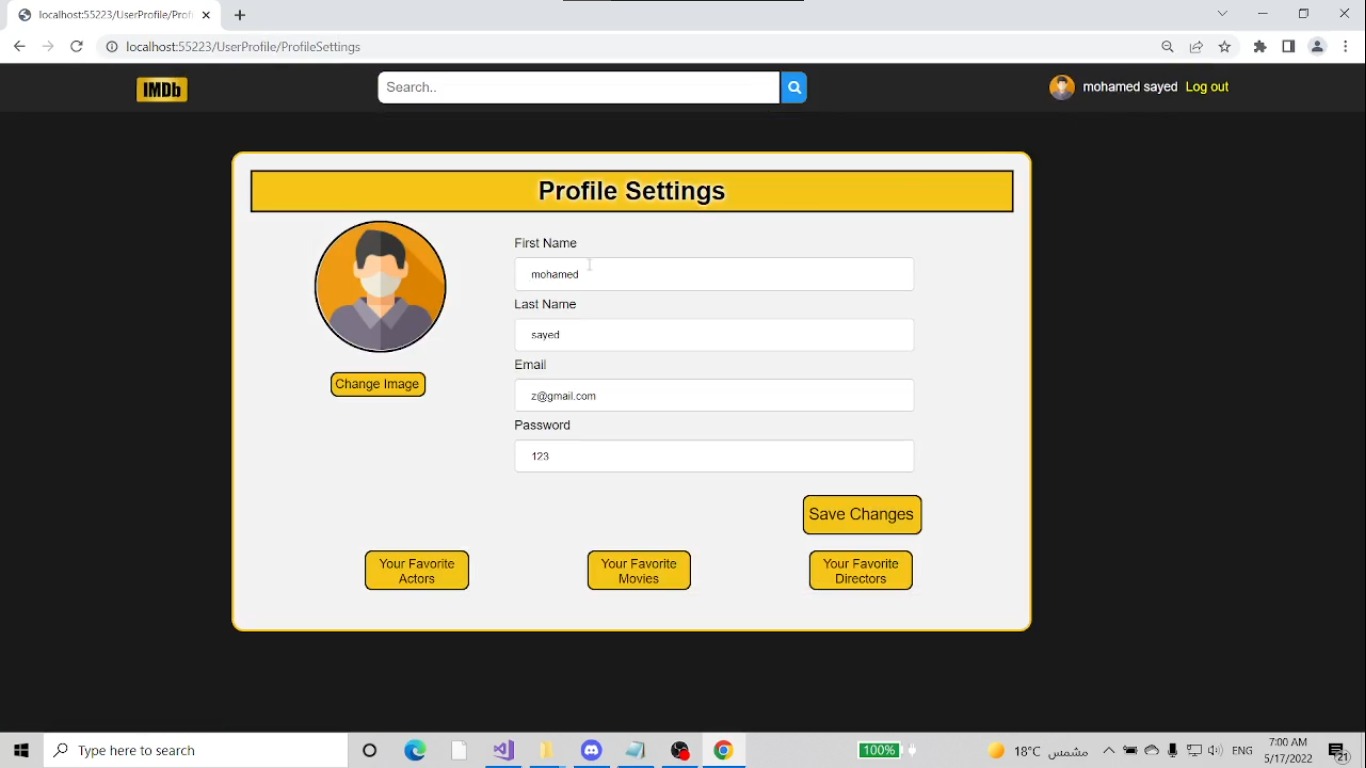 localhost:55223/UserProfile/Profi
localhost:55223/UserProfile/ProfileSettings
IMDb
Search..
mohamed sayed Log out
Profile Settings
First Name
mohamed
Last Name
sayed
Email
z@gmail.com
Password
123
Change Image
Save Changes
Your Favorite
Actors
Your Favorite
Movies
Your Favorite
Directors
Type here to search
100%
18°C مشمس
ENG
7:00 AM
5/17/2022
21